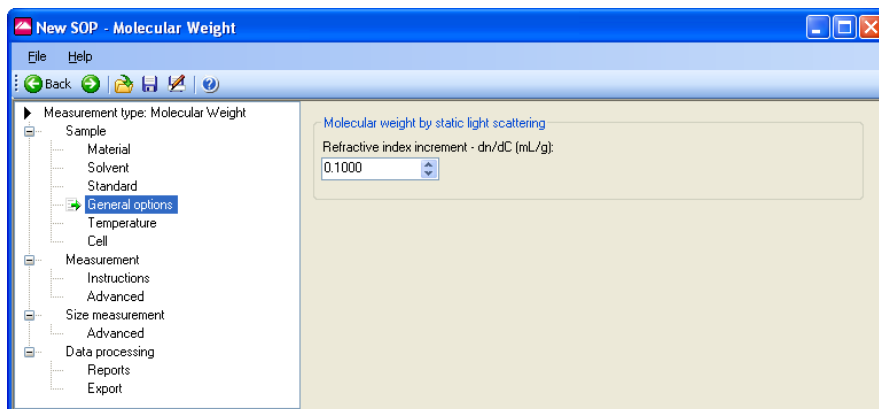 New SOP - Molecular Weight
File Help
Back
Measurement type: Molecular Weight
Sample
Material
Solvent
Standard
General options
Temperature
Cell
Measurement
Instructions
Advanced
Size measurement
Advanced
Data processing
Reports
Export
Molecular weight by static light scattering
Refractive index increment - dn/dC (mL/g):
0.1000